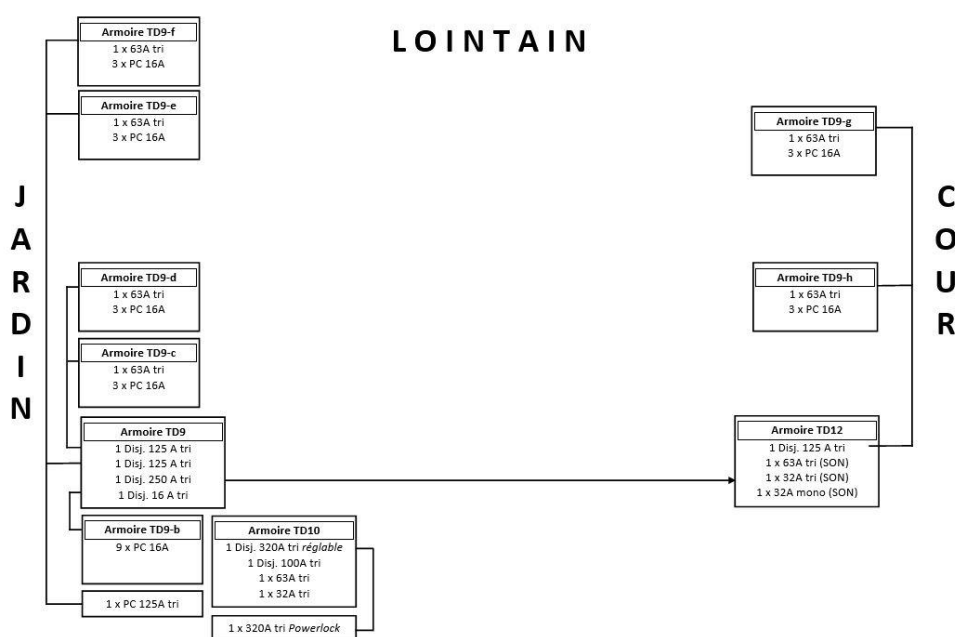 LOINTAIN
Armoire TD9-f
1 x 63A tri
3 x PC 16A
Armoire TD9-e
1 x 63A tri
3 x PC 16A
Armoire TD9-g
1 x 63A tri
3 x PC 16A
JARDIN
COUR
Armoire TD9-d
1 x 63A tri
3 x PC 16A
Armoire TD9-h
1 x 63A tri
3 x PC 16A
Armoire TD9-c
1 x 63A tri
3 x PC 16A
Armoire TD9
1 Disj. 125 A tri
1 Disj. 125 A tri
1 Disj. 250 A tri
1 Disj. 16 A tri
Armoire TD12
1 Disj. 125 A tri
1 x 63A tri (SON)
1 x 32A tri (SON)
1 x 32A mono (SON)
Armoire TD9-b
9 x PC 16A
Armoire TD10
1 Disj. 320A tri réglable
1 Disj. 100A tri
1 x 63A tri
1 x 32A tri
1 x PC 125A tri
1 x 320A tri Powerlock